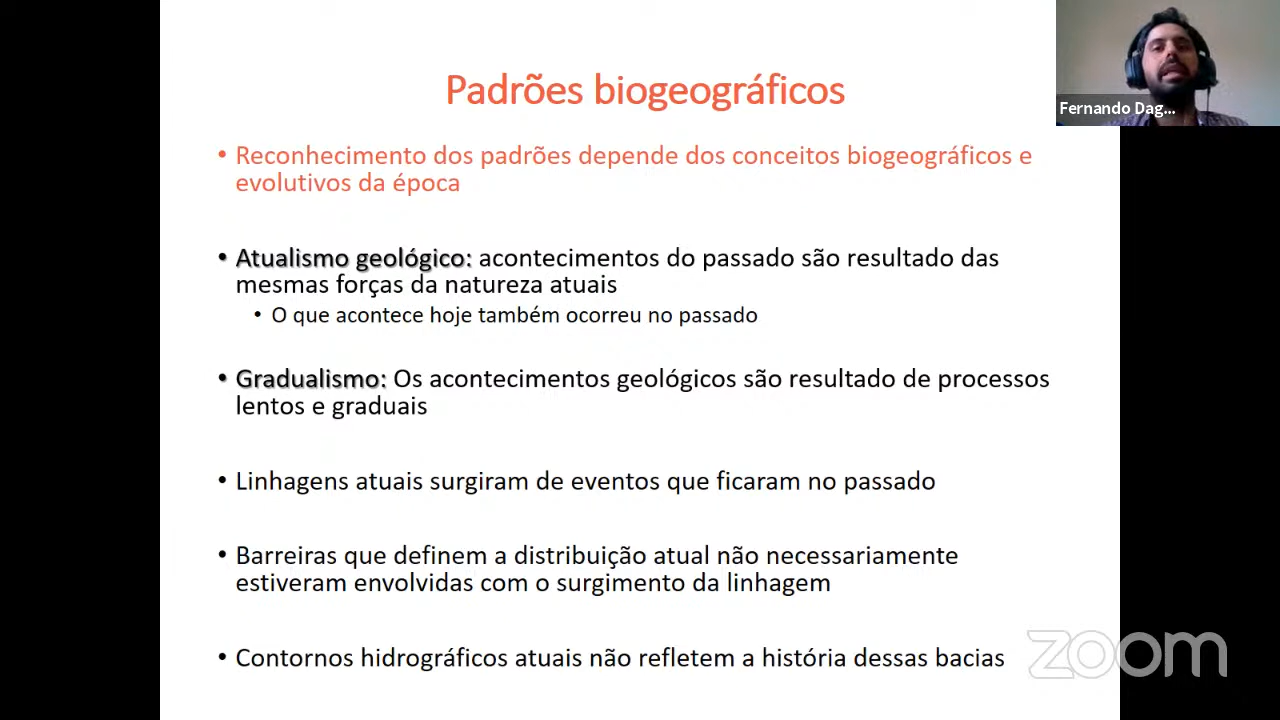 Padrões biogeográficos
Fernando Dag...
• Reconhecimento dos padrões depende dos conceitos biogeográficos e
evolutivos da época
• Atualismo geológico: acontecimentos do passado são resultado das
mesmas forças da natureza atuais
• O que acontece hoje também ocorreu no passado
• Gradualismo: Os acontecimentos geológicos são resultado de processos
lentos e graduais
• Linhagens atuais surgiram de eventos que ficaram no passado
• Barreiras que definem a distribuição atual não necessariamente
estiveram envolvidas com o surgimento da linhagem
• Contornos hidrográficos atuais não refletem a história dessas bacias
zoom